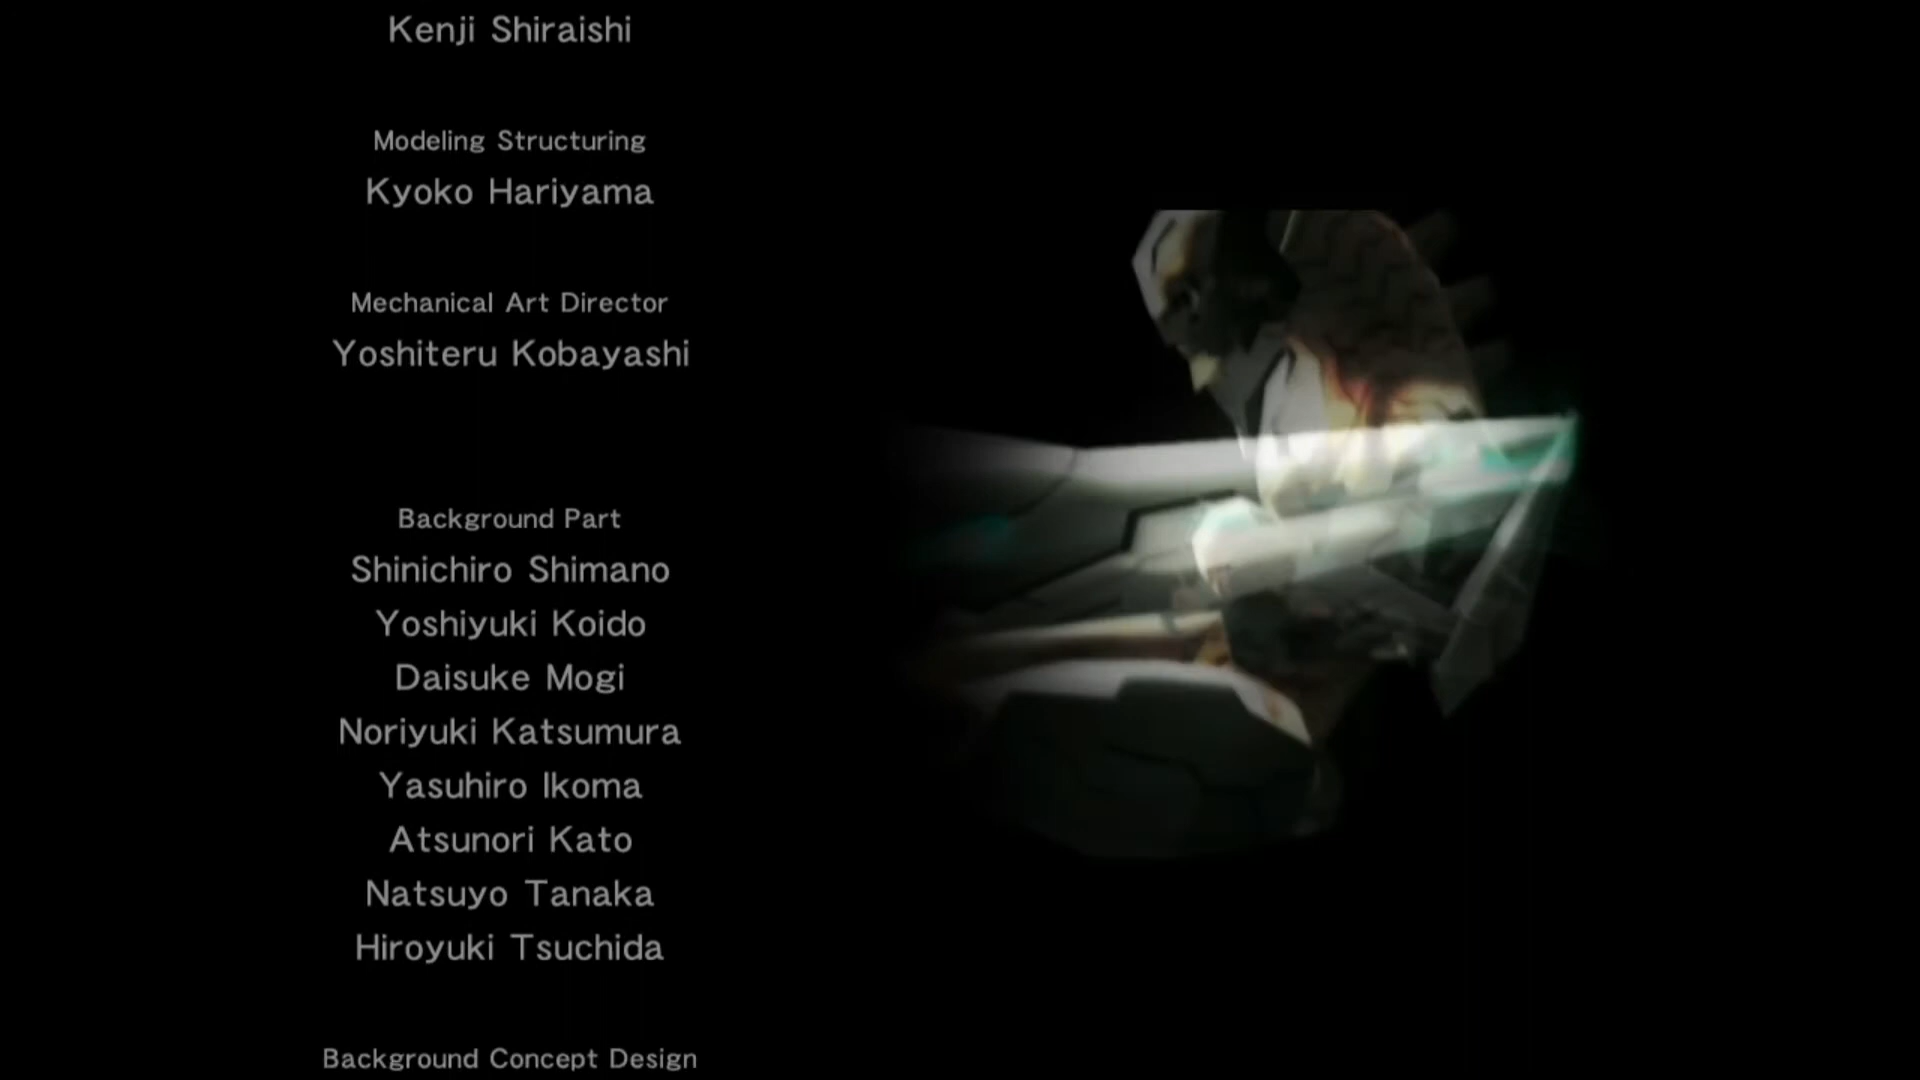 Kenji Shiraishi
Modeling Structuring
Kyoko Hariyama
Mechanical Art Director
Yoshiteru Kobayashi
Background Part
Shinichiro Shimano
Yoshiyuki Koido
Daisuke Mogi
Noriyuki Katsumura
Yasuhiro Ikoma
Atsunori Kato
Natsuyo Tanaka
Hiroyuki Tsuchida
Background Concept Design